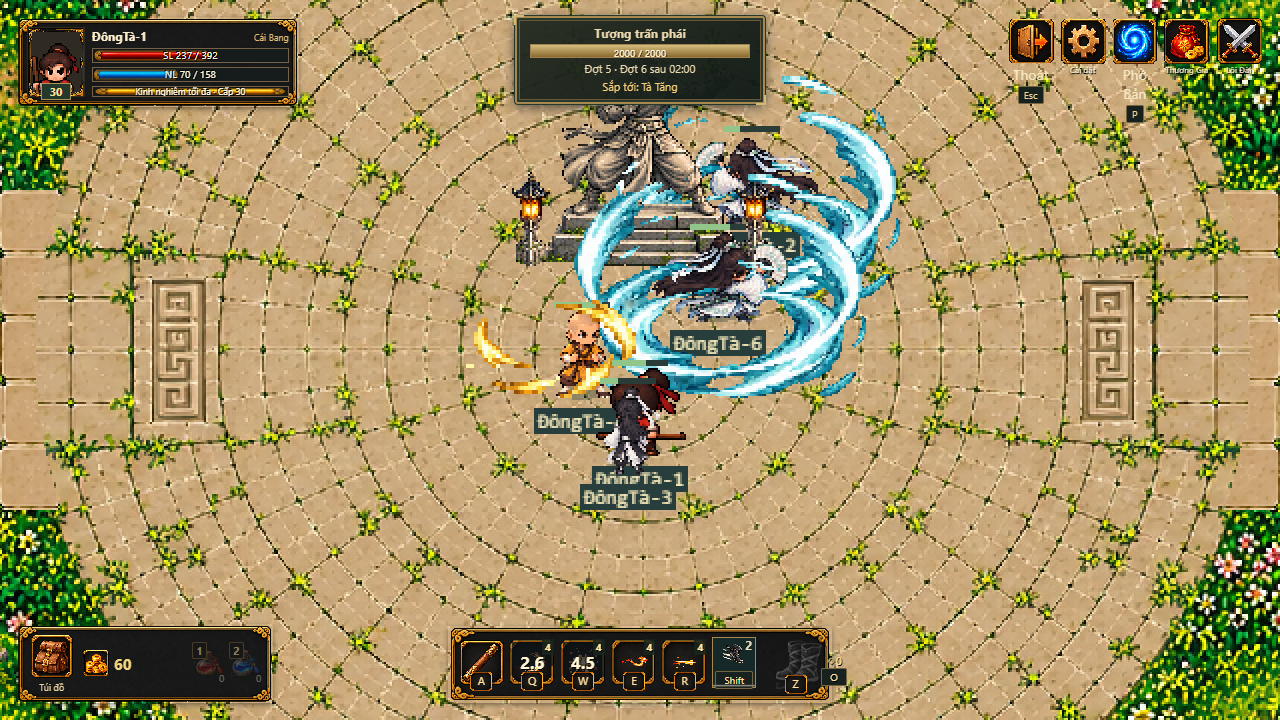 ĐôngTà-1
Cái Bang
SL 237 / 392
NL 70 / 158
30
Kinh nghiệm tối đa · Cấp 30
Tượng trấn phái
2000 / 2000
Đợt 5 · Đợt 6 sau 02:00
Sắp tới: Tà Tăng
Thoát
Esc
Cài đặt
Phó Bản
P
Thương Gia
-2
ĐôngTà-6
ĐôngTà-
ĐôngTà-1
ĐôngTà-3
60
Túi đồ
1
0
2
0
A
2,6
4
Q
4,5
4
W
4
E
4
R
2
Shift
Z
O